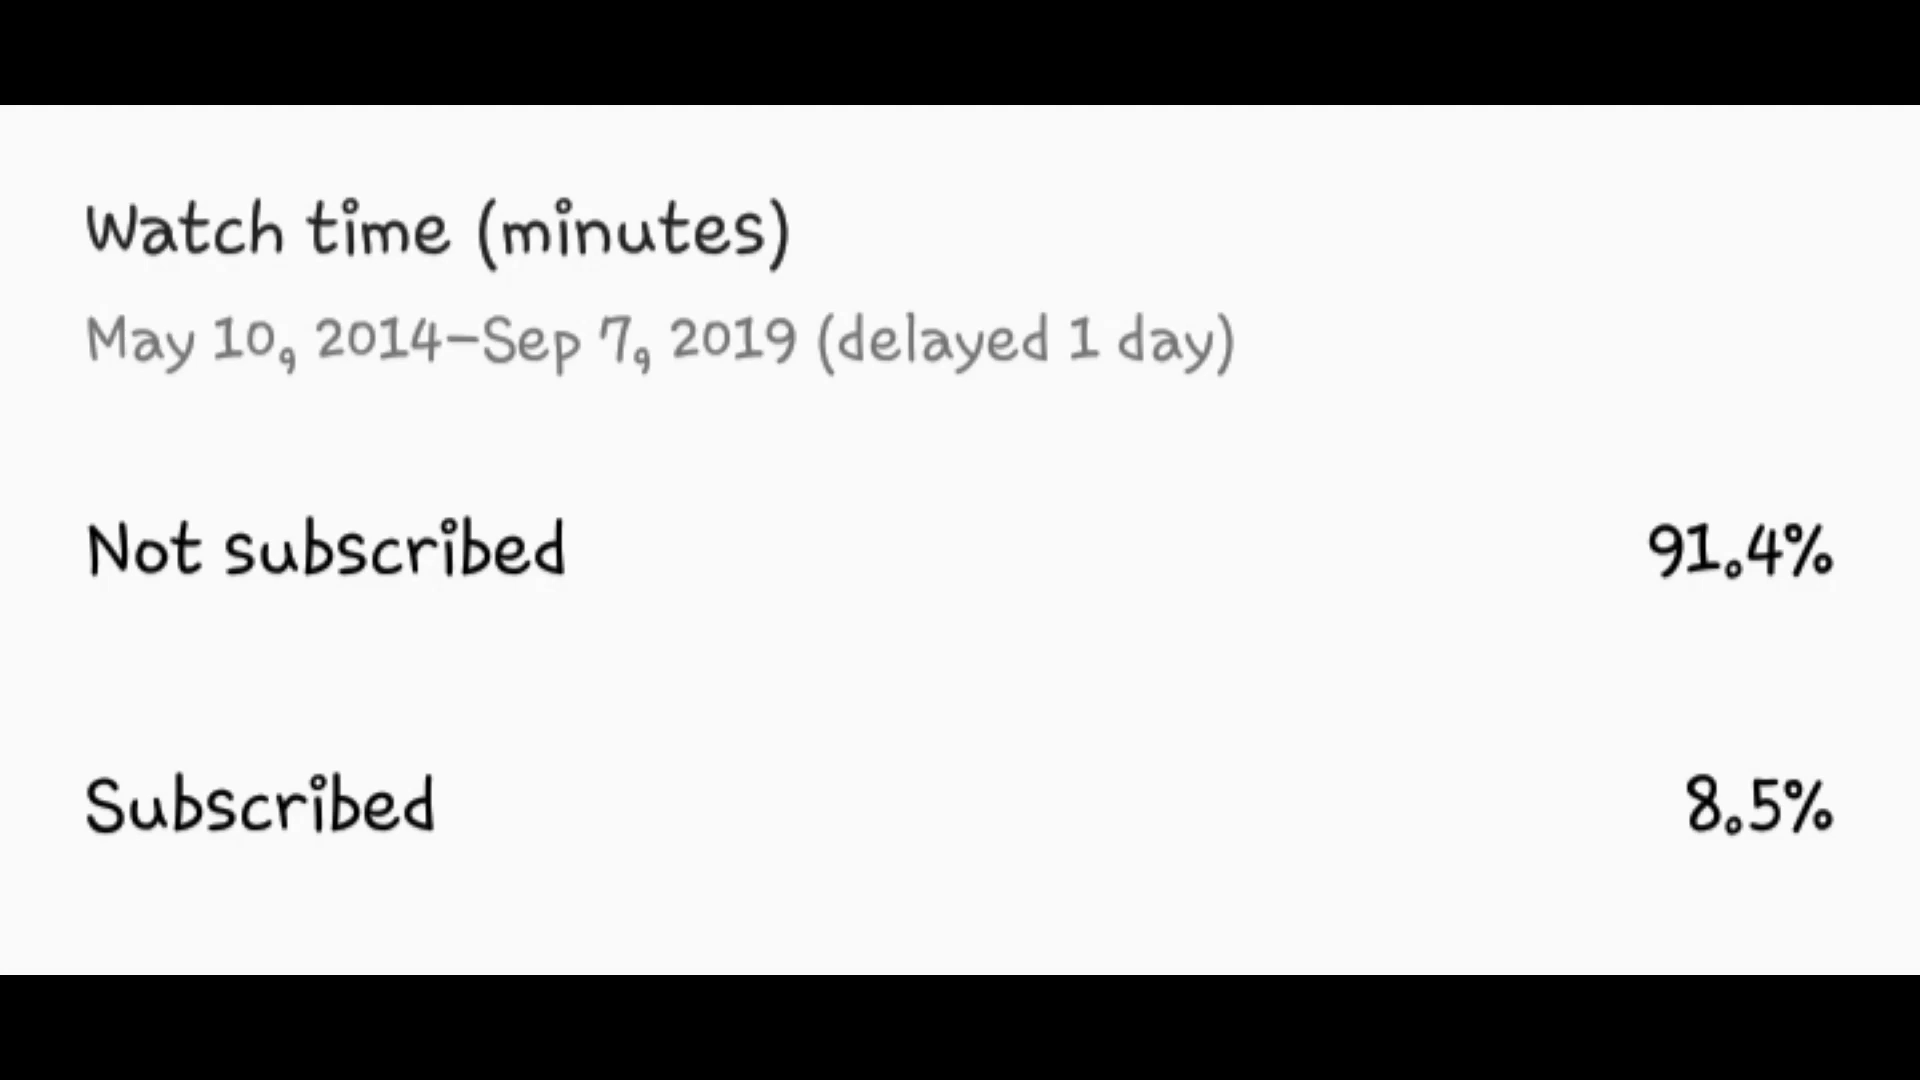 Watch time (minutes)
May 10, 2014–Sep 7, 2019 (delayed 1 day)
Not subscribed 91.4%
Subscribed 8.5%